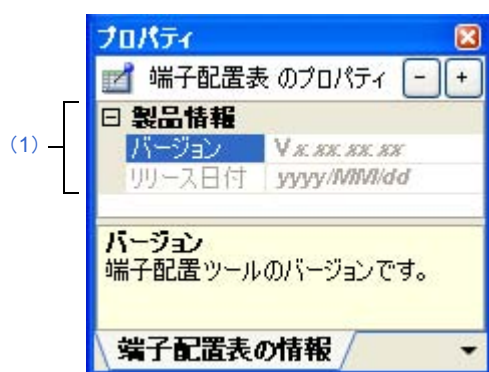 プロパティ
端子配置表 のプロパティ - +
(1)
製品情報
バージョン Vx.xx.xx.xx
リリース日付 yyyy/MM/dd
バージョン
端子配置ツールのバージョンです。
端子配置表の情報